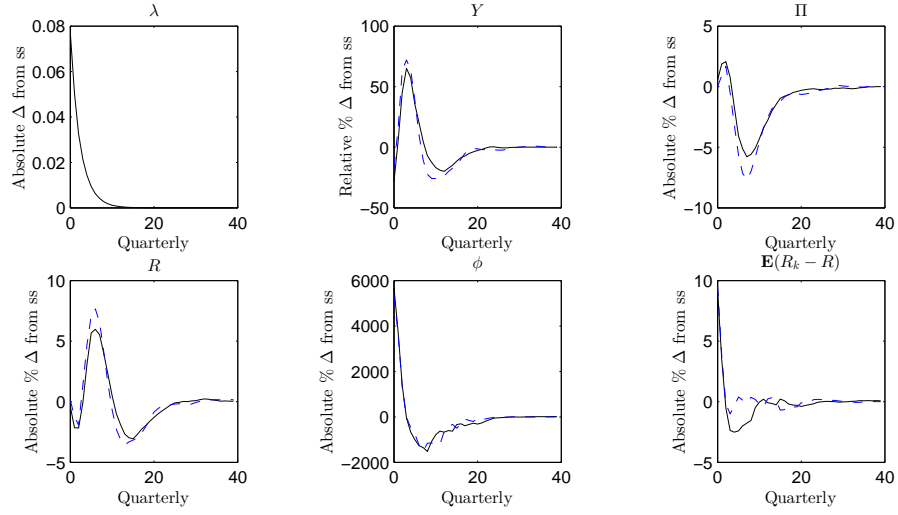 λ
Y
Π
Absolute Δ from ss
0.08
0.06
0.04
0.02
0
0 20 40
Quarterly
Relative % Δ from ss
100
50
0
−50
0 20 40
Quarterly
Absolute % Δ from ss
5
0
−5
−10
0 20 40
Quarterly
R
ϕ
E(R_k − R)
Absolute % Δ from ss
10
5
0
−5
0 20 40
Quarterly
Absolute % Δ from ss
6000
4000
2000
0
−2000
0 20 40
Quarterly
Absolute % Δ from ss
10
5
0
−5
0 20 40
Quarterly